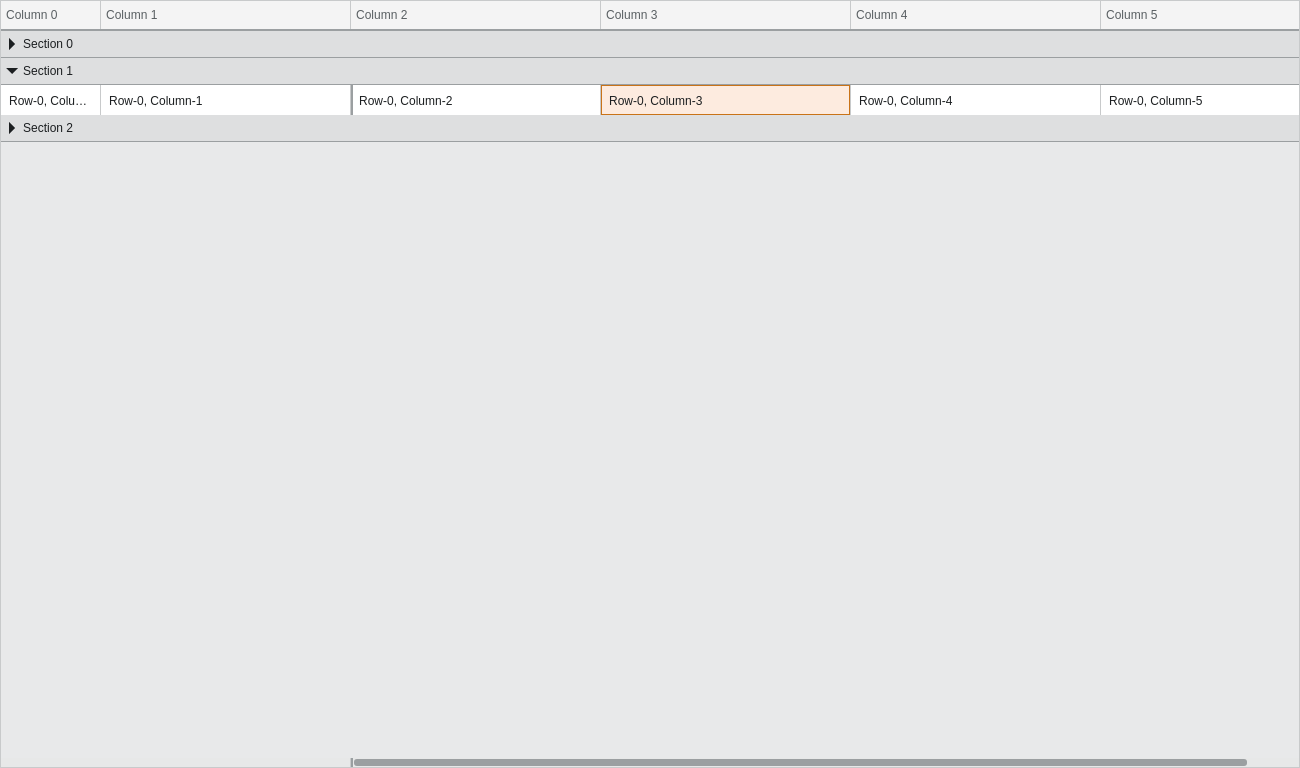 Column 0 Column 1 Column 2 Column 3 Column 4 Column 5
Section 0
Section 1
Row-0, Colu… Row-0, Column-1 Row-0, Column-2 Row-0, Column-3 Row-0, Column-4 Row-0, Column-5
Section 2